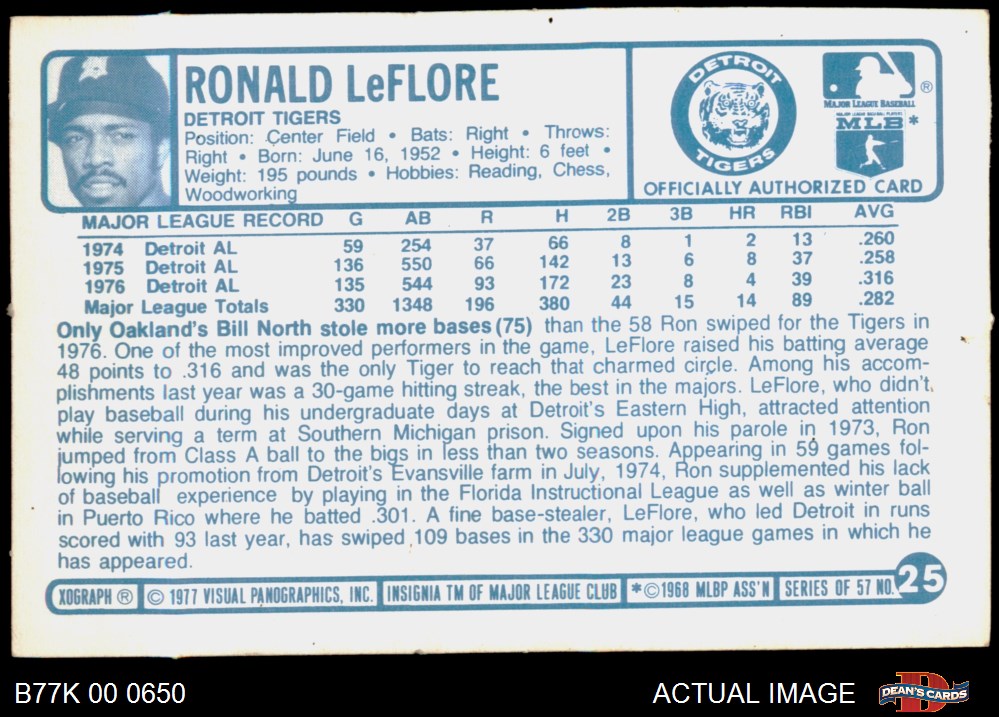 RONALD LeFLORE
DETROIT TIGERS
Position: Center Field • Bats: Right • Throws:
Right • Born: June 16, 1952 • Height: 6 feet •
Weight: 195 pounds • Hobbies: Reading, Chess,
Woodworking
DETROIT
TIGERS
MAJOR LEAGUE BASEBALL
®
MLB*
OFFICIALLY AUTHORIZED CARD
MAJOR LEAGUE RECORD G AB R H 2B 3B HR RBI AVG
1974 Detroit AL 59 254 37 66 8 1 2 13 .260
1975 Detroit AL 136 550 66 142 13 6 8 37 .258
1976 Detroit AL 135 544 93 172 23 8 4 39 .316
Major League Totals 330 1348 196 380 44 15 14 89 .282
Only Oakland's Bill North stole more bases (75) than the 58 Ron swiped for the Tigers in
1976. One of the most improved performers in the game, LeFlore raised his batting average
48 points to .316 and was the only Tiger to reach that charmed circle. Among his accom-
plishments last year was a 30-game hitting streak, the best in the majors. LeFlore, who didn't
play baseball during his undergraduate days at Detroit's Eastern High, attracted attention
while serving a term at Southern Michigan prison. Signed upon his parole in 1973, Ron
jumped from Class A ball to the bigs in less than two seasons. Appearing in 59 games fol-
lowing his promotion from Detroit's Evansville farm in July, 1974, Ron supplemented his lack
of baseball experience by playing in the Florida Instructional League as well as winter ball
in Puerto Rico where he batted .301. A fine base-stealer, LeFlore, who led Detroit in runs
scored with 93 last year, has swiped 109 bases in the 330 major league games in which he
has appeared.
XOGRAPH ® © 1977 VISUAL PANOGRAPHICS, INC. INSIGNIA TM OF MAJOR LEAGUE CLUB *©1968 MLBP ASS'N SERIES OF 57 NO. 25
B77K 00 0650
ACTUAL IMAGE
DEAN'S CARDS